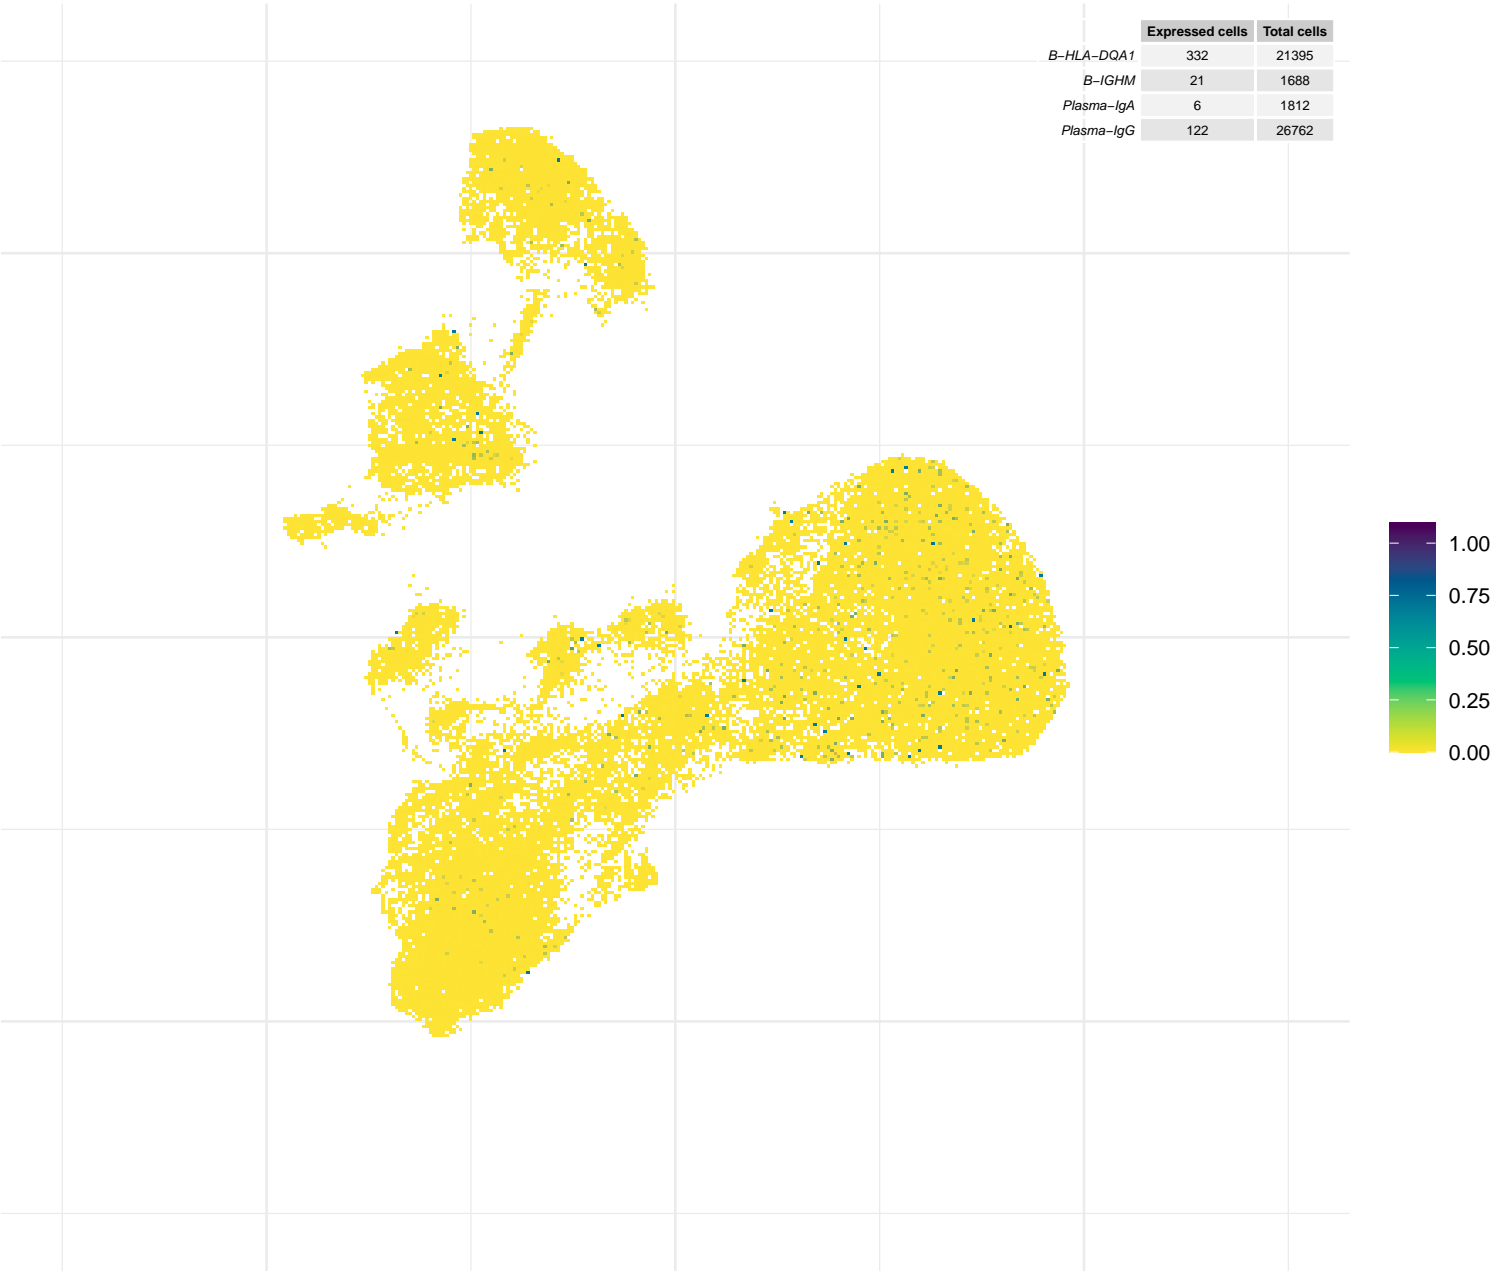 Expressed cells Total cells
B−HLA−DQA1 332 21395
B−IGHM 21 1688
Plasma−IgA 6 1812
Plasma−IgG 122 26762
1.00
0.75
0.50
0.25
0.00